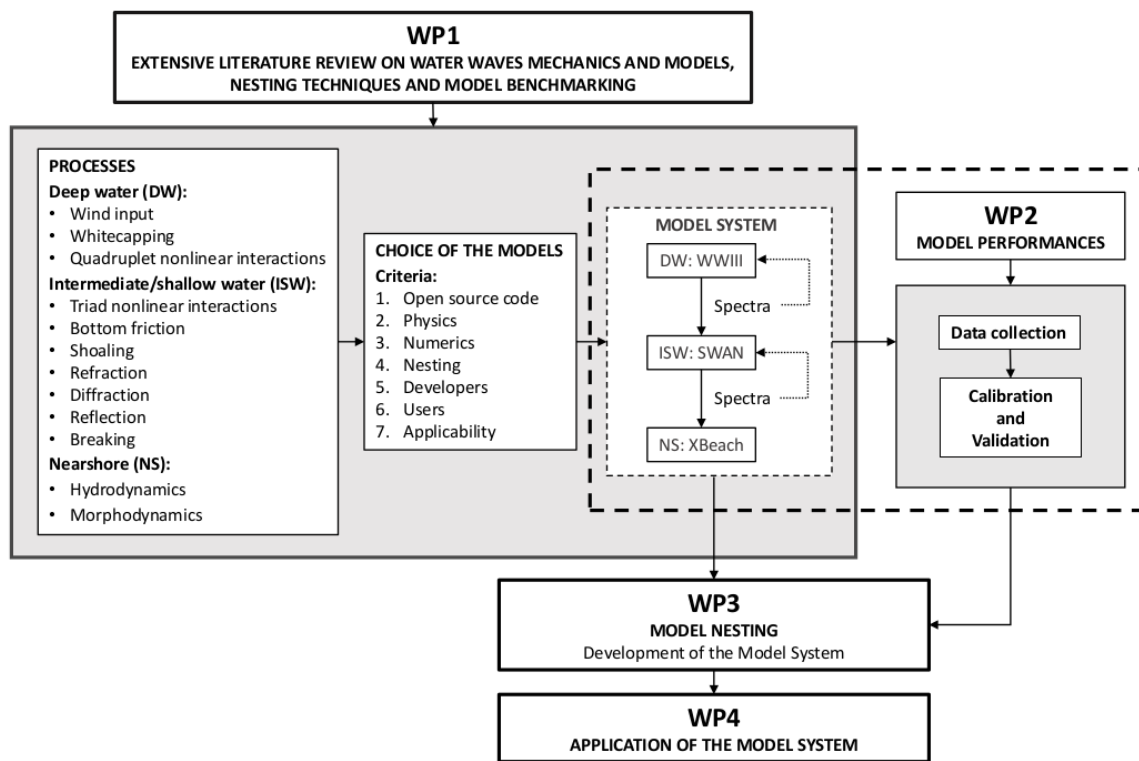 WP1
EXTENSIVE LITERATURE REVIEW ON WATER WAVES MECHANICS AND MODELS,
NESTING TECHNIQUES AND MODEL BENCHMARKING
PROCESSES
Deep water (DW):
• Wind input
• Whitecapping
• Quadruplet nonlinear interactions
Intermediate/shallow water (ISW):
• Triad nonlinear interactions
• Bottom friction
• Shoaling
• Refraction
• Diffraction
• Reflection
• Breaking
Nearshore (NS):
• Hydrodynamics
• Morphodynamics
CHOICE OF THE MODELS
Criteria:
1. Open source code
2. Physics
3. Numerics
4. Nesting
5. Developers
6. Users
7. Applicability
MODEL SYSTEM
DW: WWIII
Spectra
ISW: SWAN
Spectra
NS: XBeach
WP2
MODEL PERFORMANCES
Data collection
Calibration
and
Validation
WP3
MODEL NESTING
Development of the Model System
WP4
APPLICATION OF THE MODEL SYSTEM